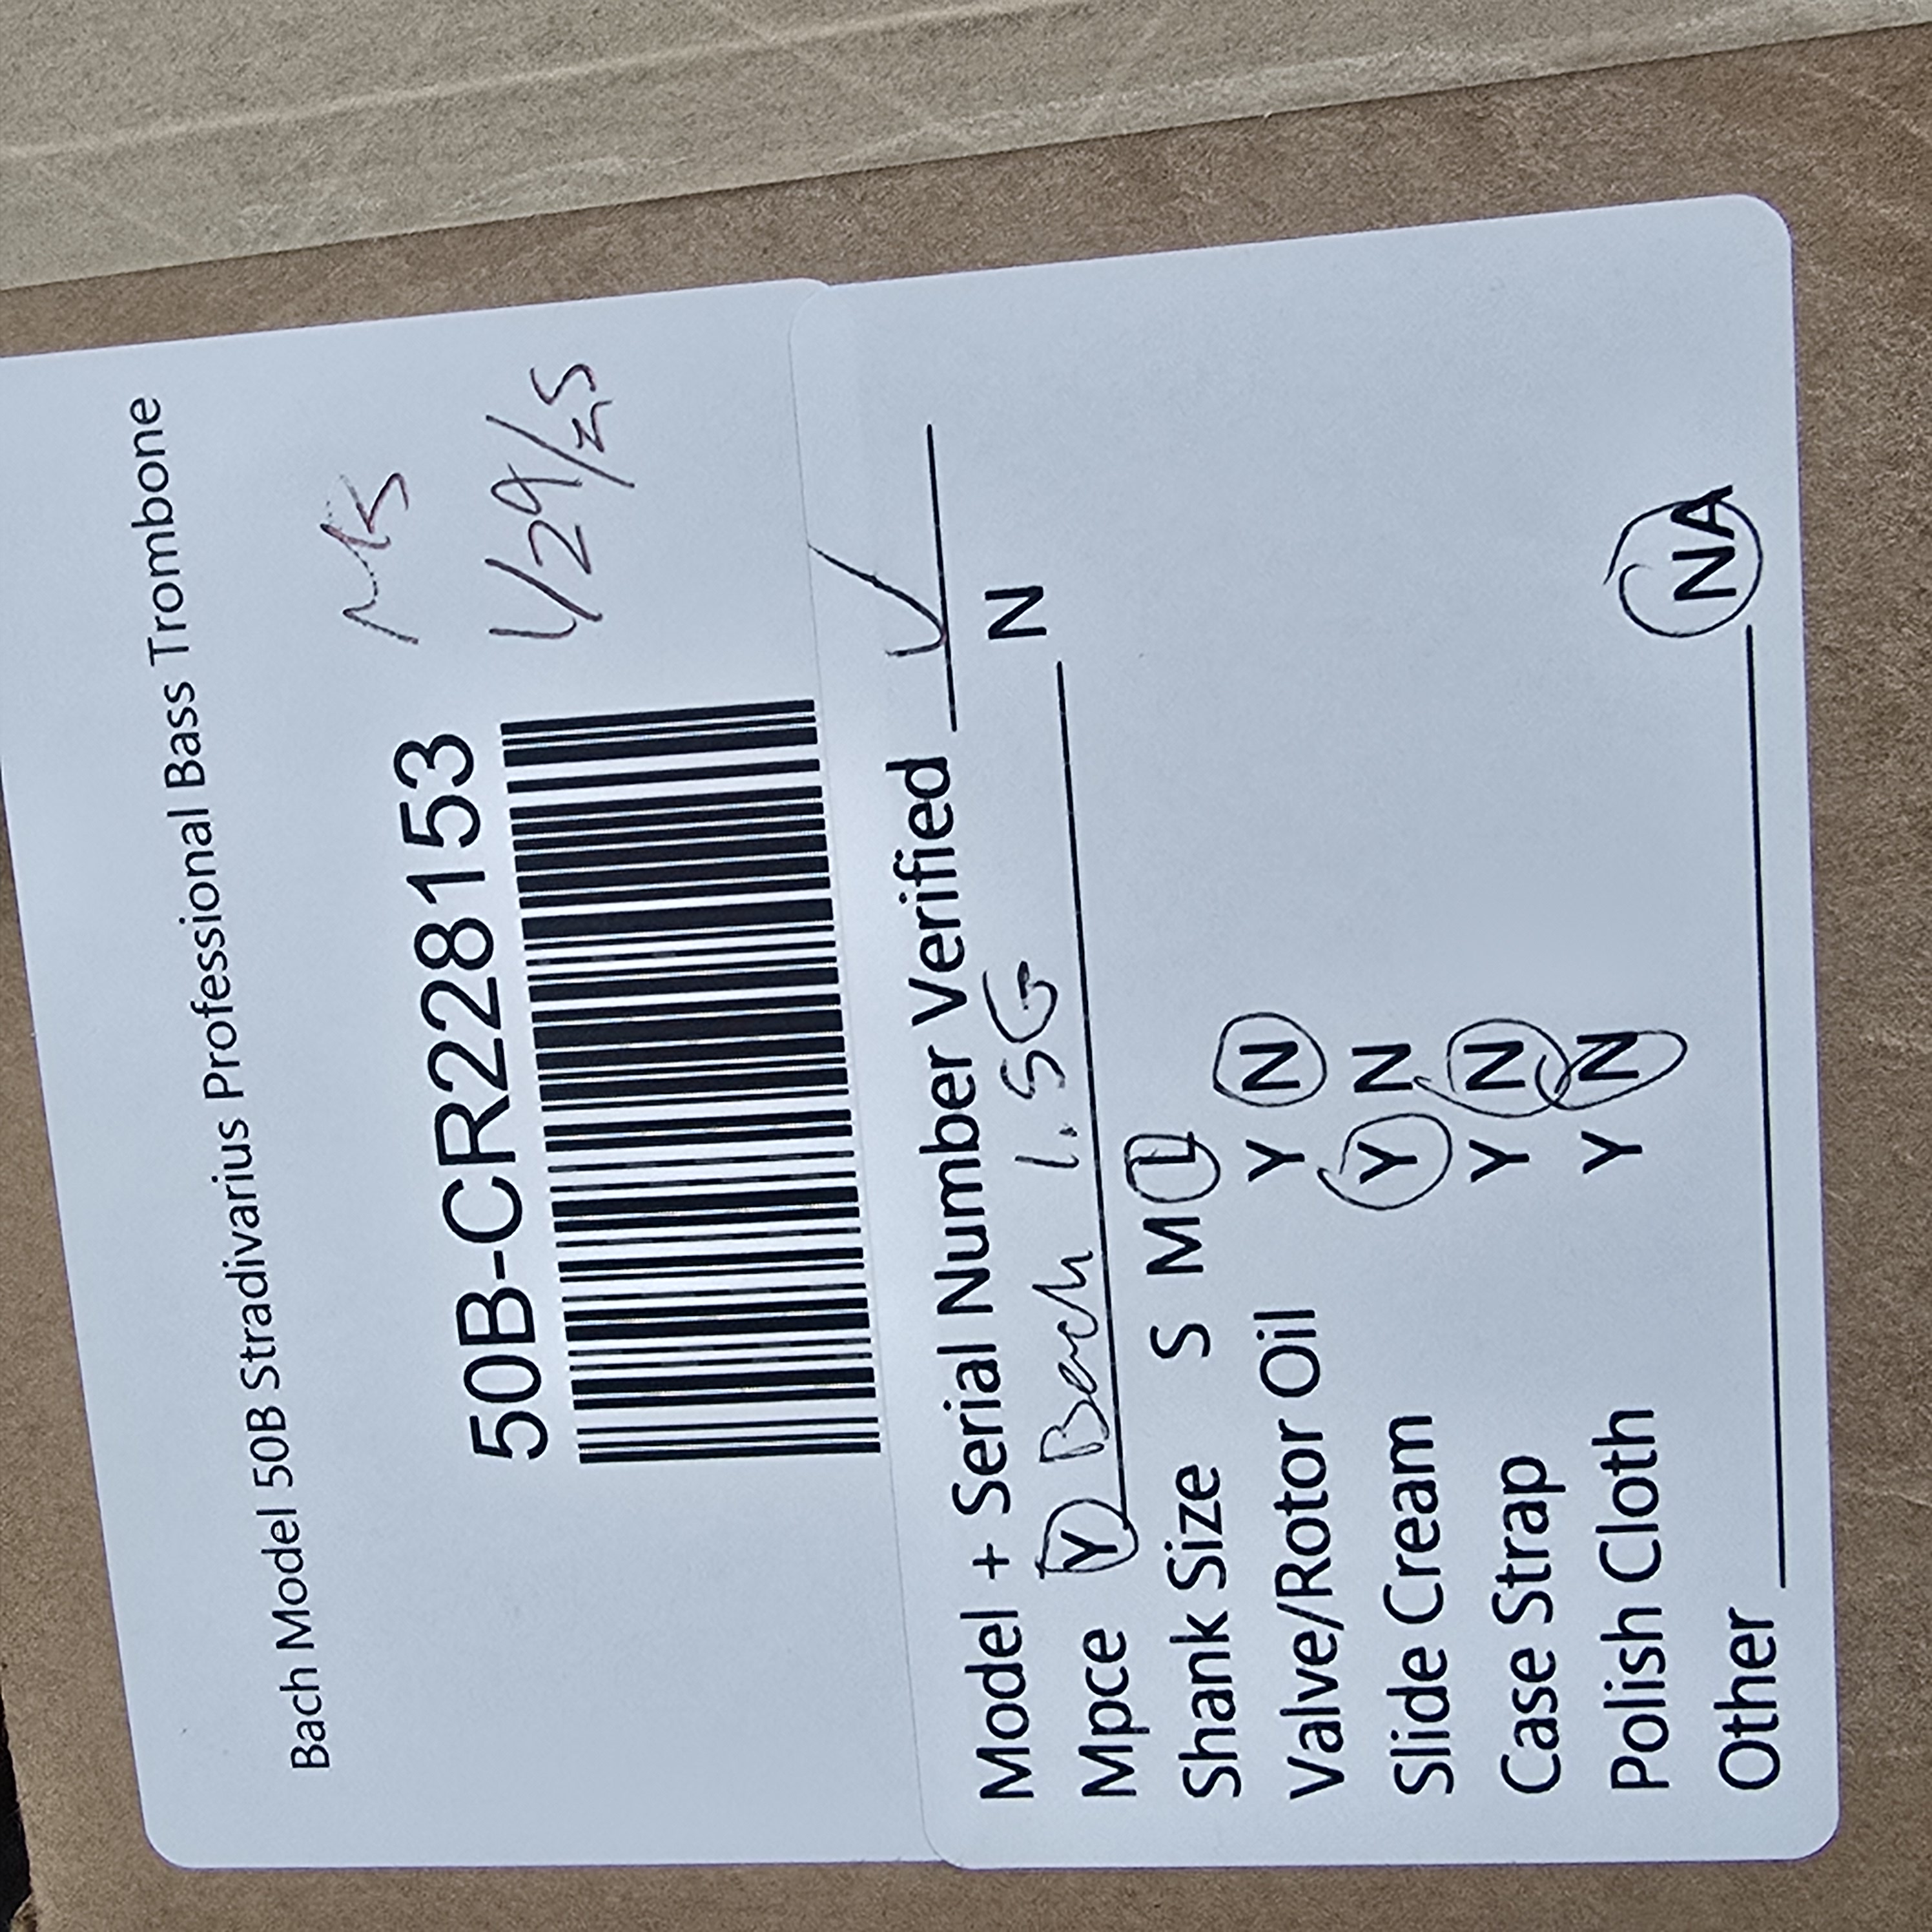 Bach Model 50B Stradivarius Professional Bass Trombone
MS
50B-CR228153
1/29/25
Model + Serial Number Verified ✓
Mpce Y Bach 1.5G N
Shank Size S M L
Valve/Rotor Oil Y N
Slide Cream Y N
Case Strap Y N
Polish Cloth Y N
Other NA